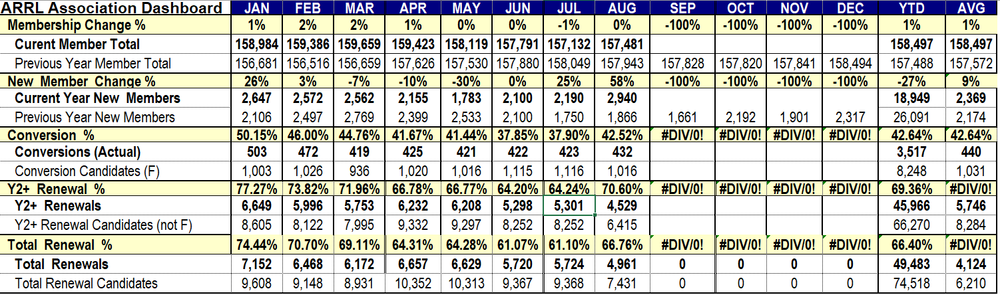 ARRL Association Dashboard JAN FEB MAR APR MAY JUN JUL AUG SEP OCT NOV DEC YTD AVG
Membership Change % 1% 2% 2% 1% 0% 0% -1% 0% -100% -100% -100% -100% 1% 1%
Curent Member Total 158,984 159,386 159,659 159,423 158,119 157,791 157,132 157,481 158,497 158,497
Previous Year Member Total 156,681 156,516 156,659 157,626 157,530 157,880 158,049 157,943 157,828 157,820 157,841 158,494 157,488 157,572
New Member Change % 26% 3% -7% -10% -30% 0% 25% 58% -100% -100% -100% -100% -27% 9%
Current Year New Members 2,647 2,572 2,562 2,155 1,783 2,100 2,190 2,940 18,949 2,369
Previous Year New Members 2,106 2,497 2,769 2,399 2,533 2,100 1,750 1,866 1,661 2,192 1,901 2,317 26,091 2,174
Conversion % 50.15% 46.00% 44.76% 41.67% 41.44% 37.85% 37.90% 42.52% #DIV/0! #DIV/0! #DIV/0! #DIV/0! 42.64% 42.64%
Conversions (Actual) 503 472 419 425 421 422 423 432 3,517 440
Conversion Candidates (F) 1,003 1,026 936 1,020 1,016 1,115 1,116 1,016 8,248 1,031
Y2+ Renewal % 77.27% 73.82% 71.96% 66.78% 66.77% 64.20% 64.24% 70.60% #DIV/0! #DIV/0! #DIV/0! #DIV/0! 69.36% #DIV/0!
Y2+ Renewals 6,649 5,996 5,753 6,232 6,208 5,298 5,301 4,529 45,966 5,746
Y2+ Renewal Candidates (not F) 8,605 8,122 7,995 9,332 9,297 8,252 8,252 6,415 66,270 8,284
Total Renewal % 74.44% 70.70% 69.11% 64.31% 64.28% 61.07% 61.10% 66.76% #DIV/0! #DIV/0! #DIV/0! #DIV/0! 66.40% #DIV/0!
Total Renewals 7,152 6,468 6,172 6,657 6,629 5,720 5,724 4,961 0 0 0 0 49,483 4,124
Total Renewal Candidates 9,608 9,148 8,931 10,352 10,313 9,367 9,368 7,431 0 0 0 0 74,518 6,210